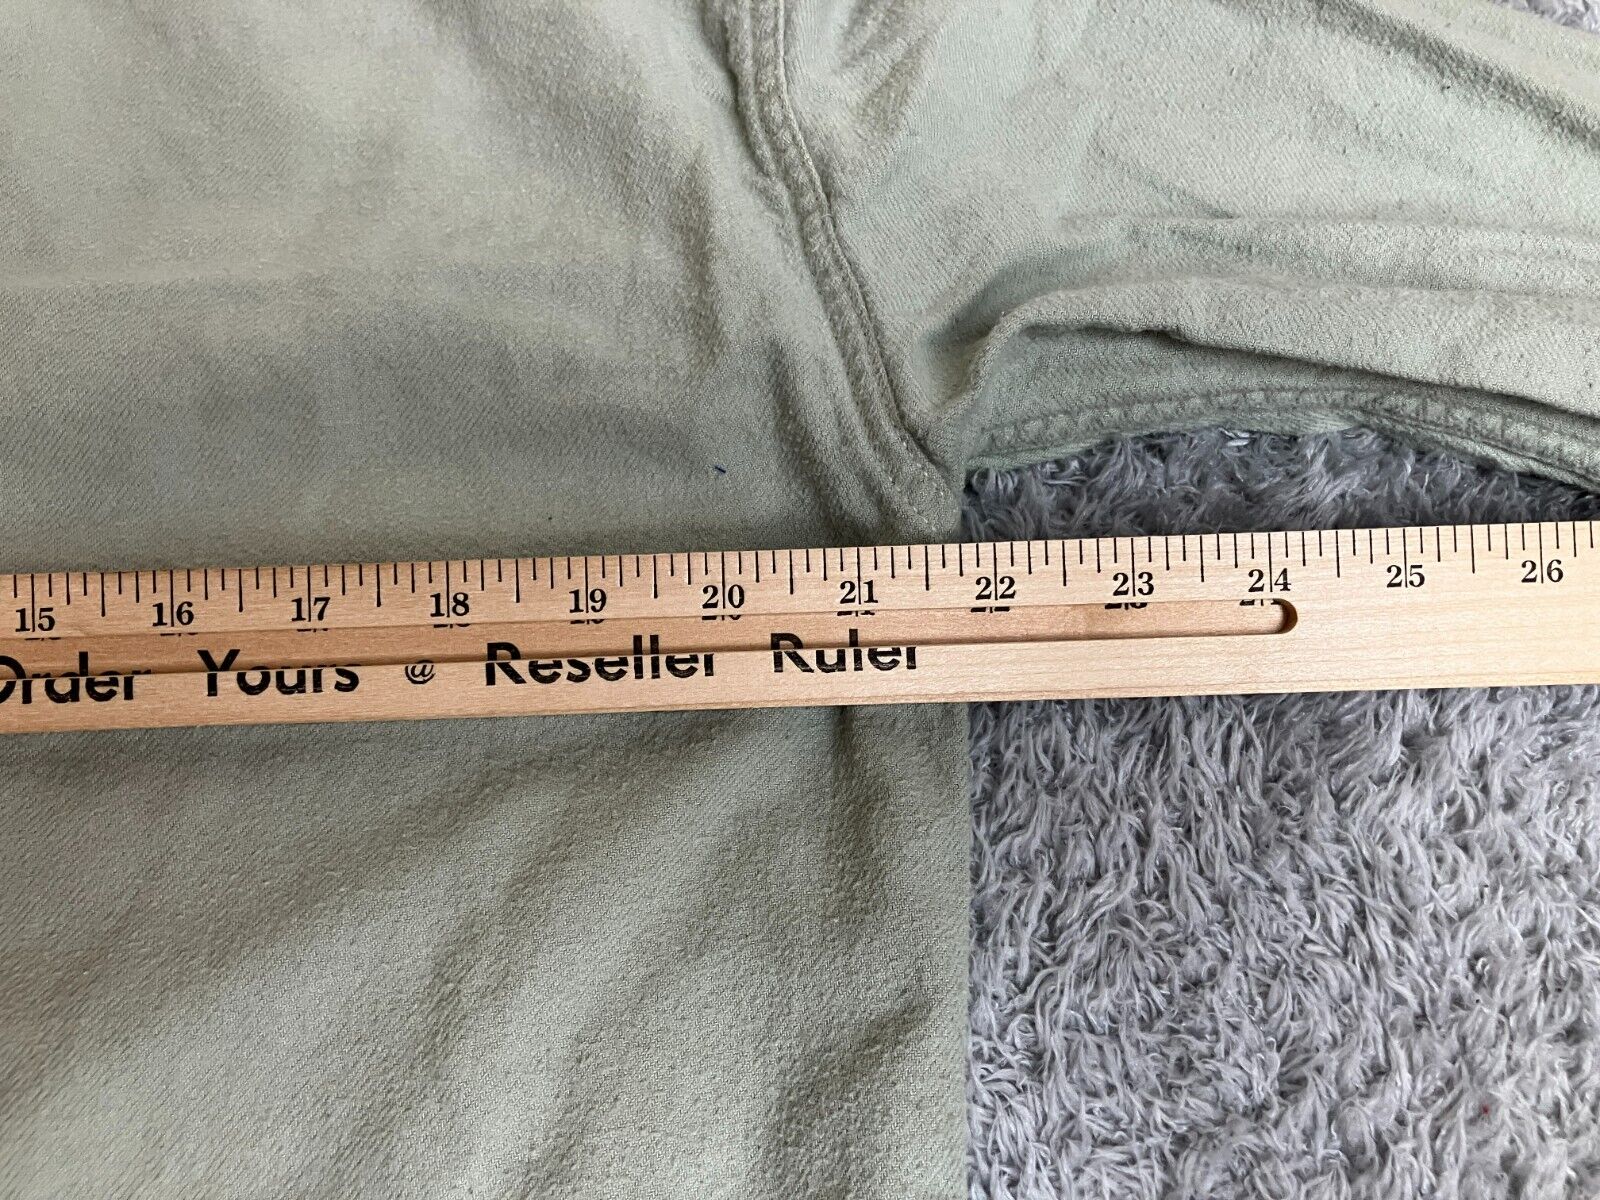 15 16 17 18 19 20 21 22 23 24 25 26
Order Yours @ Reseller Ruler